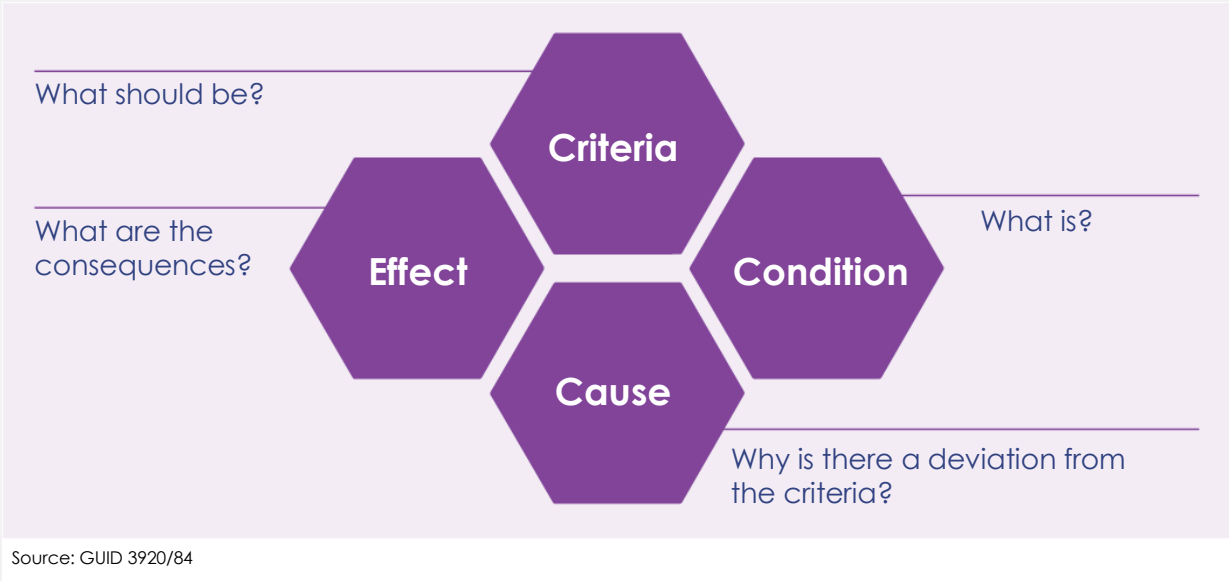 What should be?
Criteria
What are the
consequences?
Effect
Condition
What is?
Cause
Why is there a deviation from
the criteria?
Source: GUID 3920/84